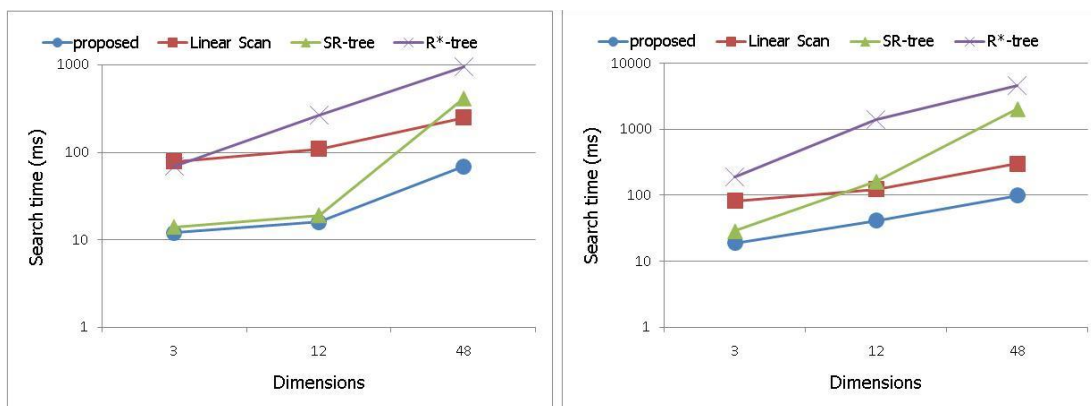 proposed Linear Scan SR-tree R*-tree
1000
100
10
1
Search time (ms)
3 12 48
Dimensions
proposed Linear Scan SR-tree R*-tree
10000
1000
100
10
1
Search time (ms)
3 12 48
Dimensions